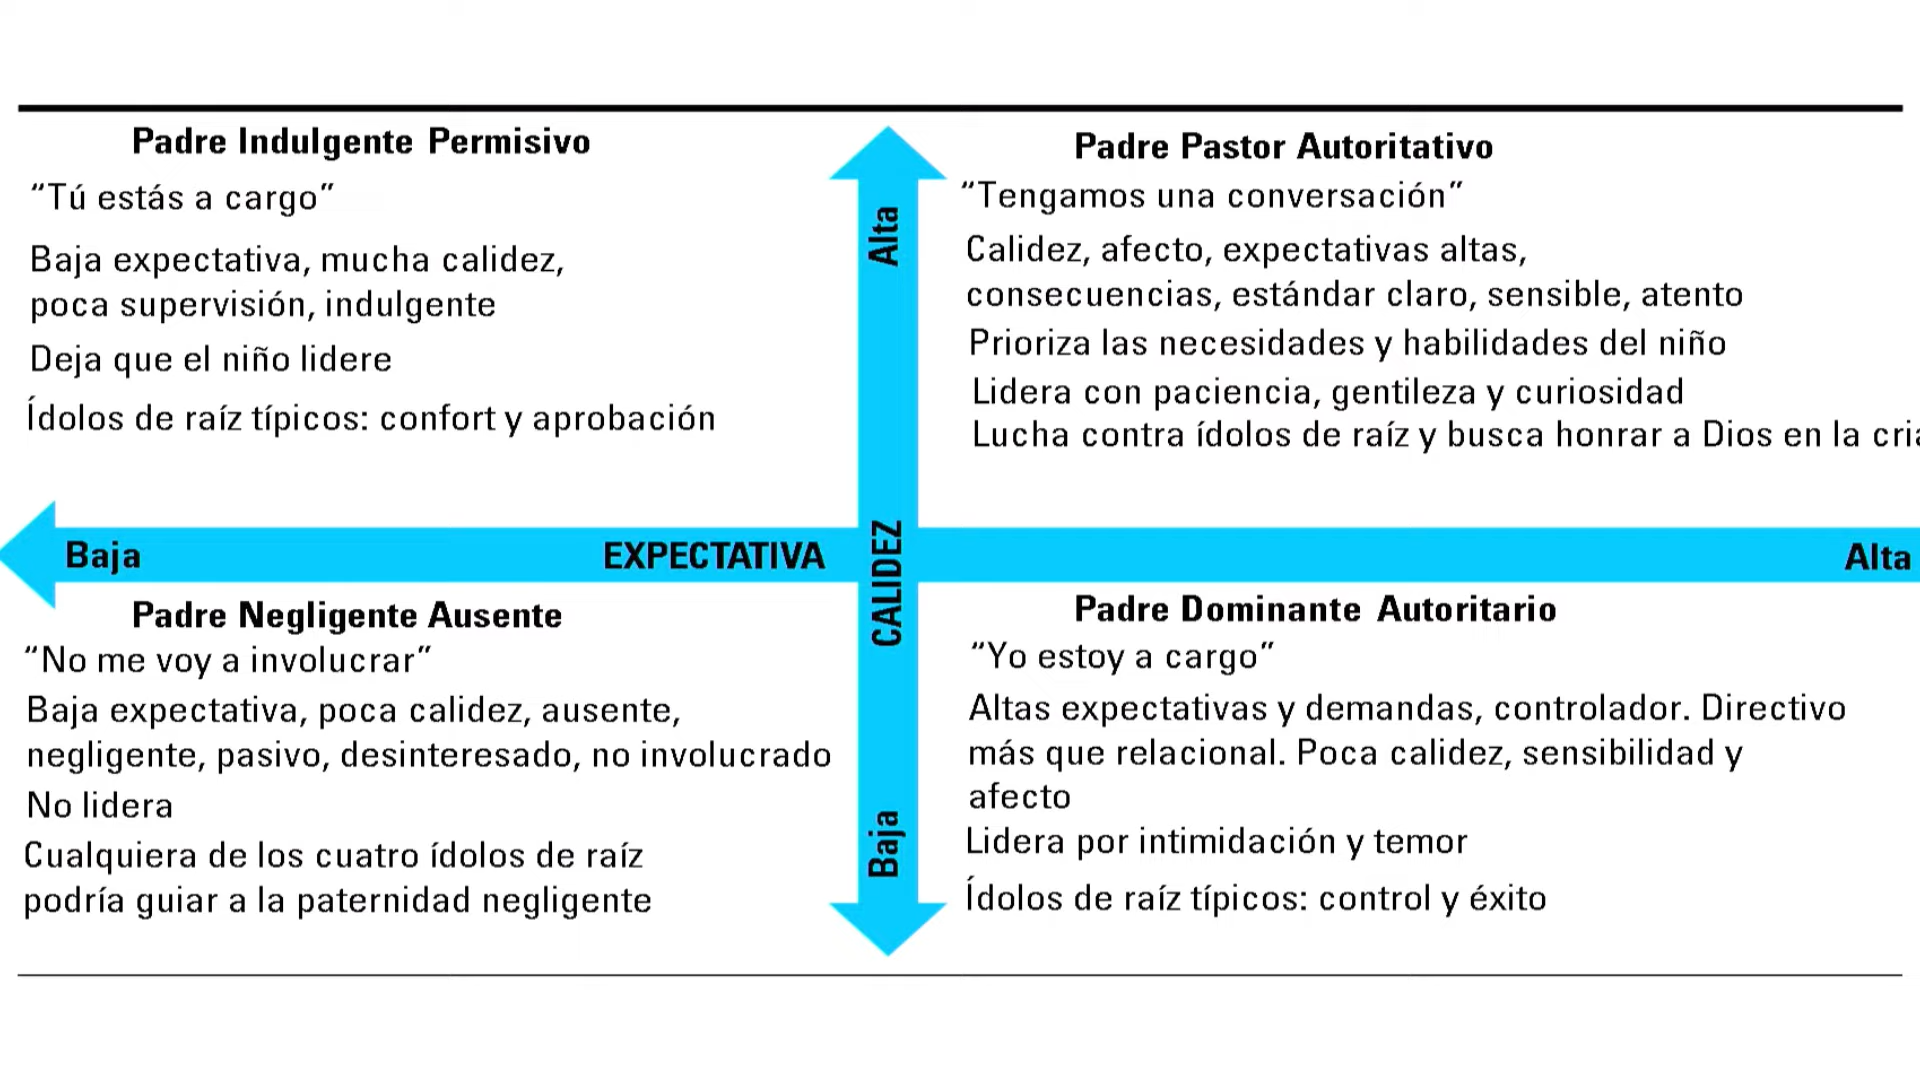 Padre Indulgente Permisivo
“Tú estás a cargo”
Baja expectativa, mucha calidez,
poca supervisión, indulgente
Deja que el niño lidere
Ídolos de raíz típicos: confort y aprobación
Padre Pastor Autoritativo
“Tengamos una conversación”
Calidez, afecto, expectativas altas,
consecuencias, estándar claro, sensible, atento
Prioriza las necesidades y habilidades del niño
Lidera con paciencia, gentileza y curiosidad
Lucha contra ídolos de raíz y busca honrar a Dios en la
Alta
CALIDEZ
Baja
Baja
EXPECTATIVA
Alta
Padre Negligente Ausente
“No me voy a involucrar”
Baja expectativa, poca calidez, ausente,
negligente, pasivo, desinteresado, no involucrado
No lidera
Cualquiera de los cuatro ídolos de raíz
podría guiar a la paternidad negligente
Padre Dominante Autoritario
“Yo estoy a cargo”
Altas expectativas y demandas, controlador. Directivo
más que relacional. Poca calidez, sensibilidad y
afecto
Lidera por intimidación y temor
Ídolos de raíz típicos: control y éxito